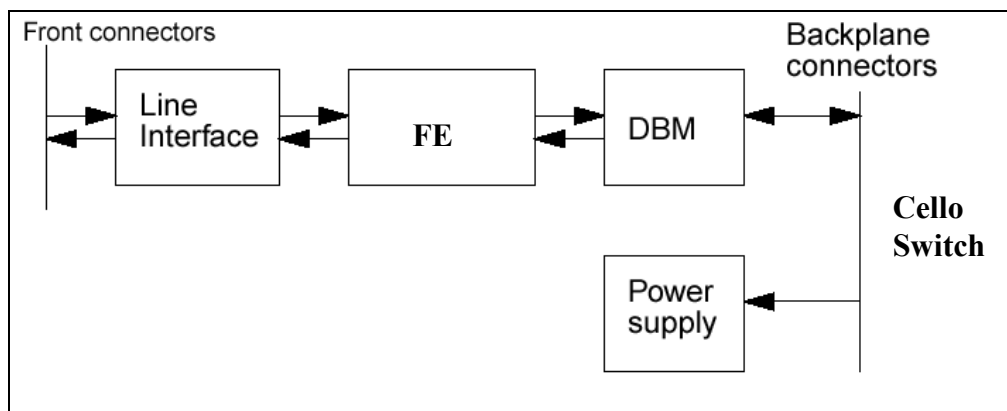 Front connectors
Backplane
connectors
Line
Interface
FE
DBM
Cello
Switch
Power
supply